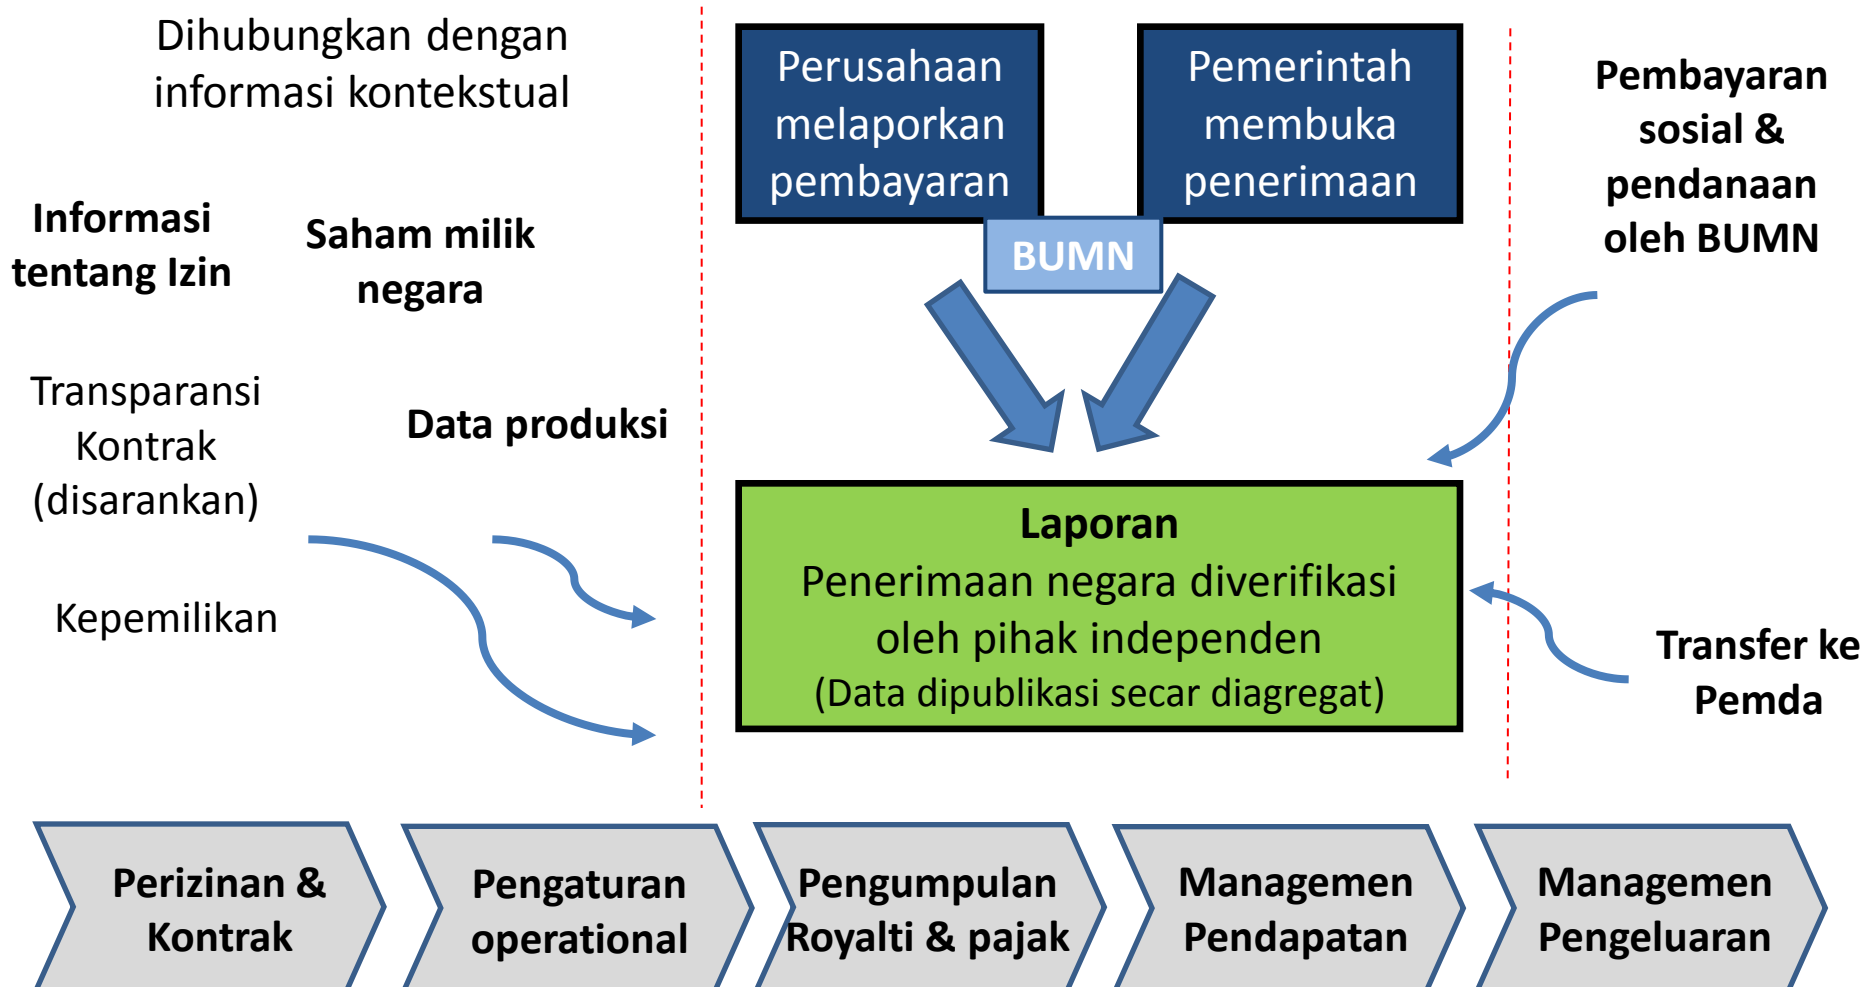 Dihubungkan dengan
informasi kontekstual
Informasi
tentang Izin
Saham milik
negara
Transparansi
Kontrak
(disarankan)
Data produksi
Kepemilikan
Perusahaan
melaporkan
pembayaran
Pemerintah
membuka
penerimaan
BUMN
Laporan
Penerimaan negara diverifikasi
oleh pihak independen
(Data dipublikasi secar diagregat)
Pembayaran
sosial &
pendanaan
oleh BUMN
Transfer ke
Pemda
Perizinan &
Kontrak
Pengaturan
operational
Pengumpulan
Royalti & pajak
Managemen
Pendapatan
Managemen
Pengeluaran